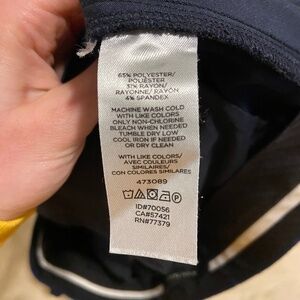 65% POLYESTER/
POLIÉSTER
31% RAYON/
RAYONNE/ RAYÓN
4% SPANDEX
MACHINE WASH COLD
WITH LIKE COLORS
ONLY NON-CHLORINE
BLEACH WHEN NEEDED
TUMBLE DRY LOW
COOL IRON IF NEEDED
OR DRY CLEAN
WITH LIKE COLORS/
AVEC COULEURS
SIMILAIRES/
CON COLORES SIMILARES
473089
P
ID#70056
CA#57421
RN#77379